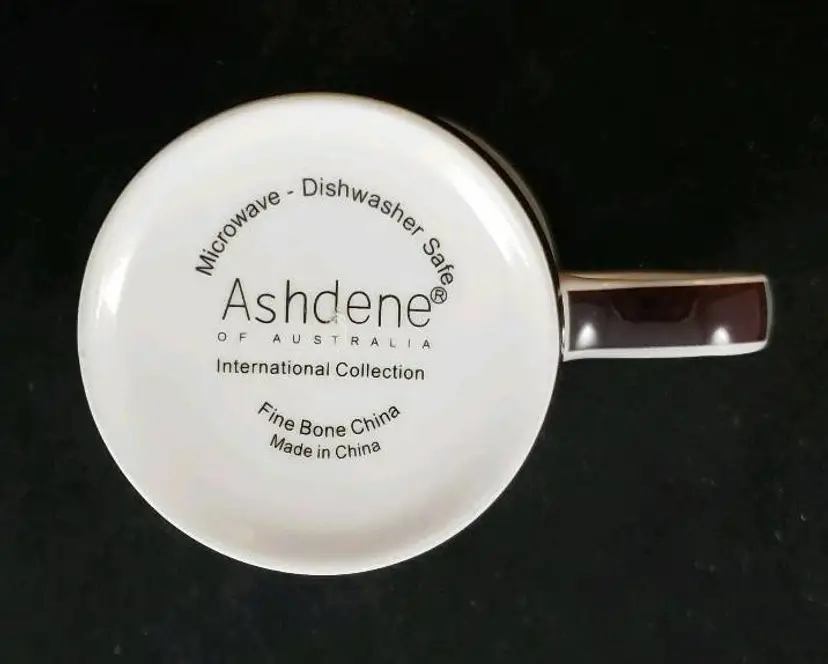 Microwave - Dishwasher Safe
Ashdene®
OF AUSTRALIA
International Collection
Fine Bone China
Made in China